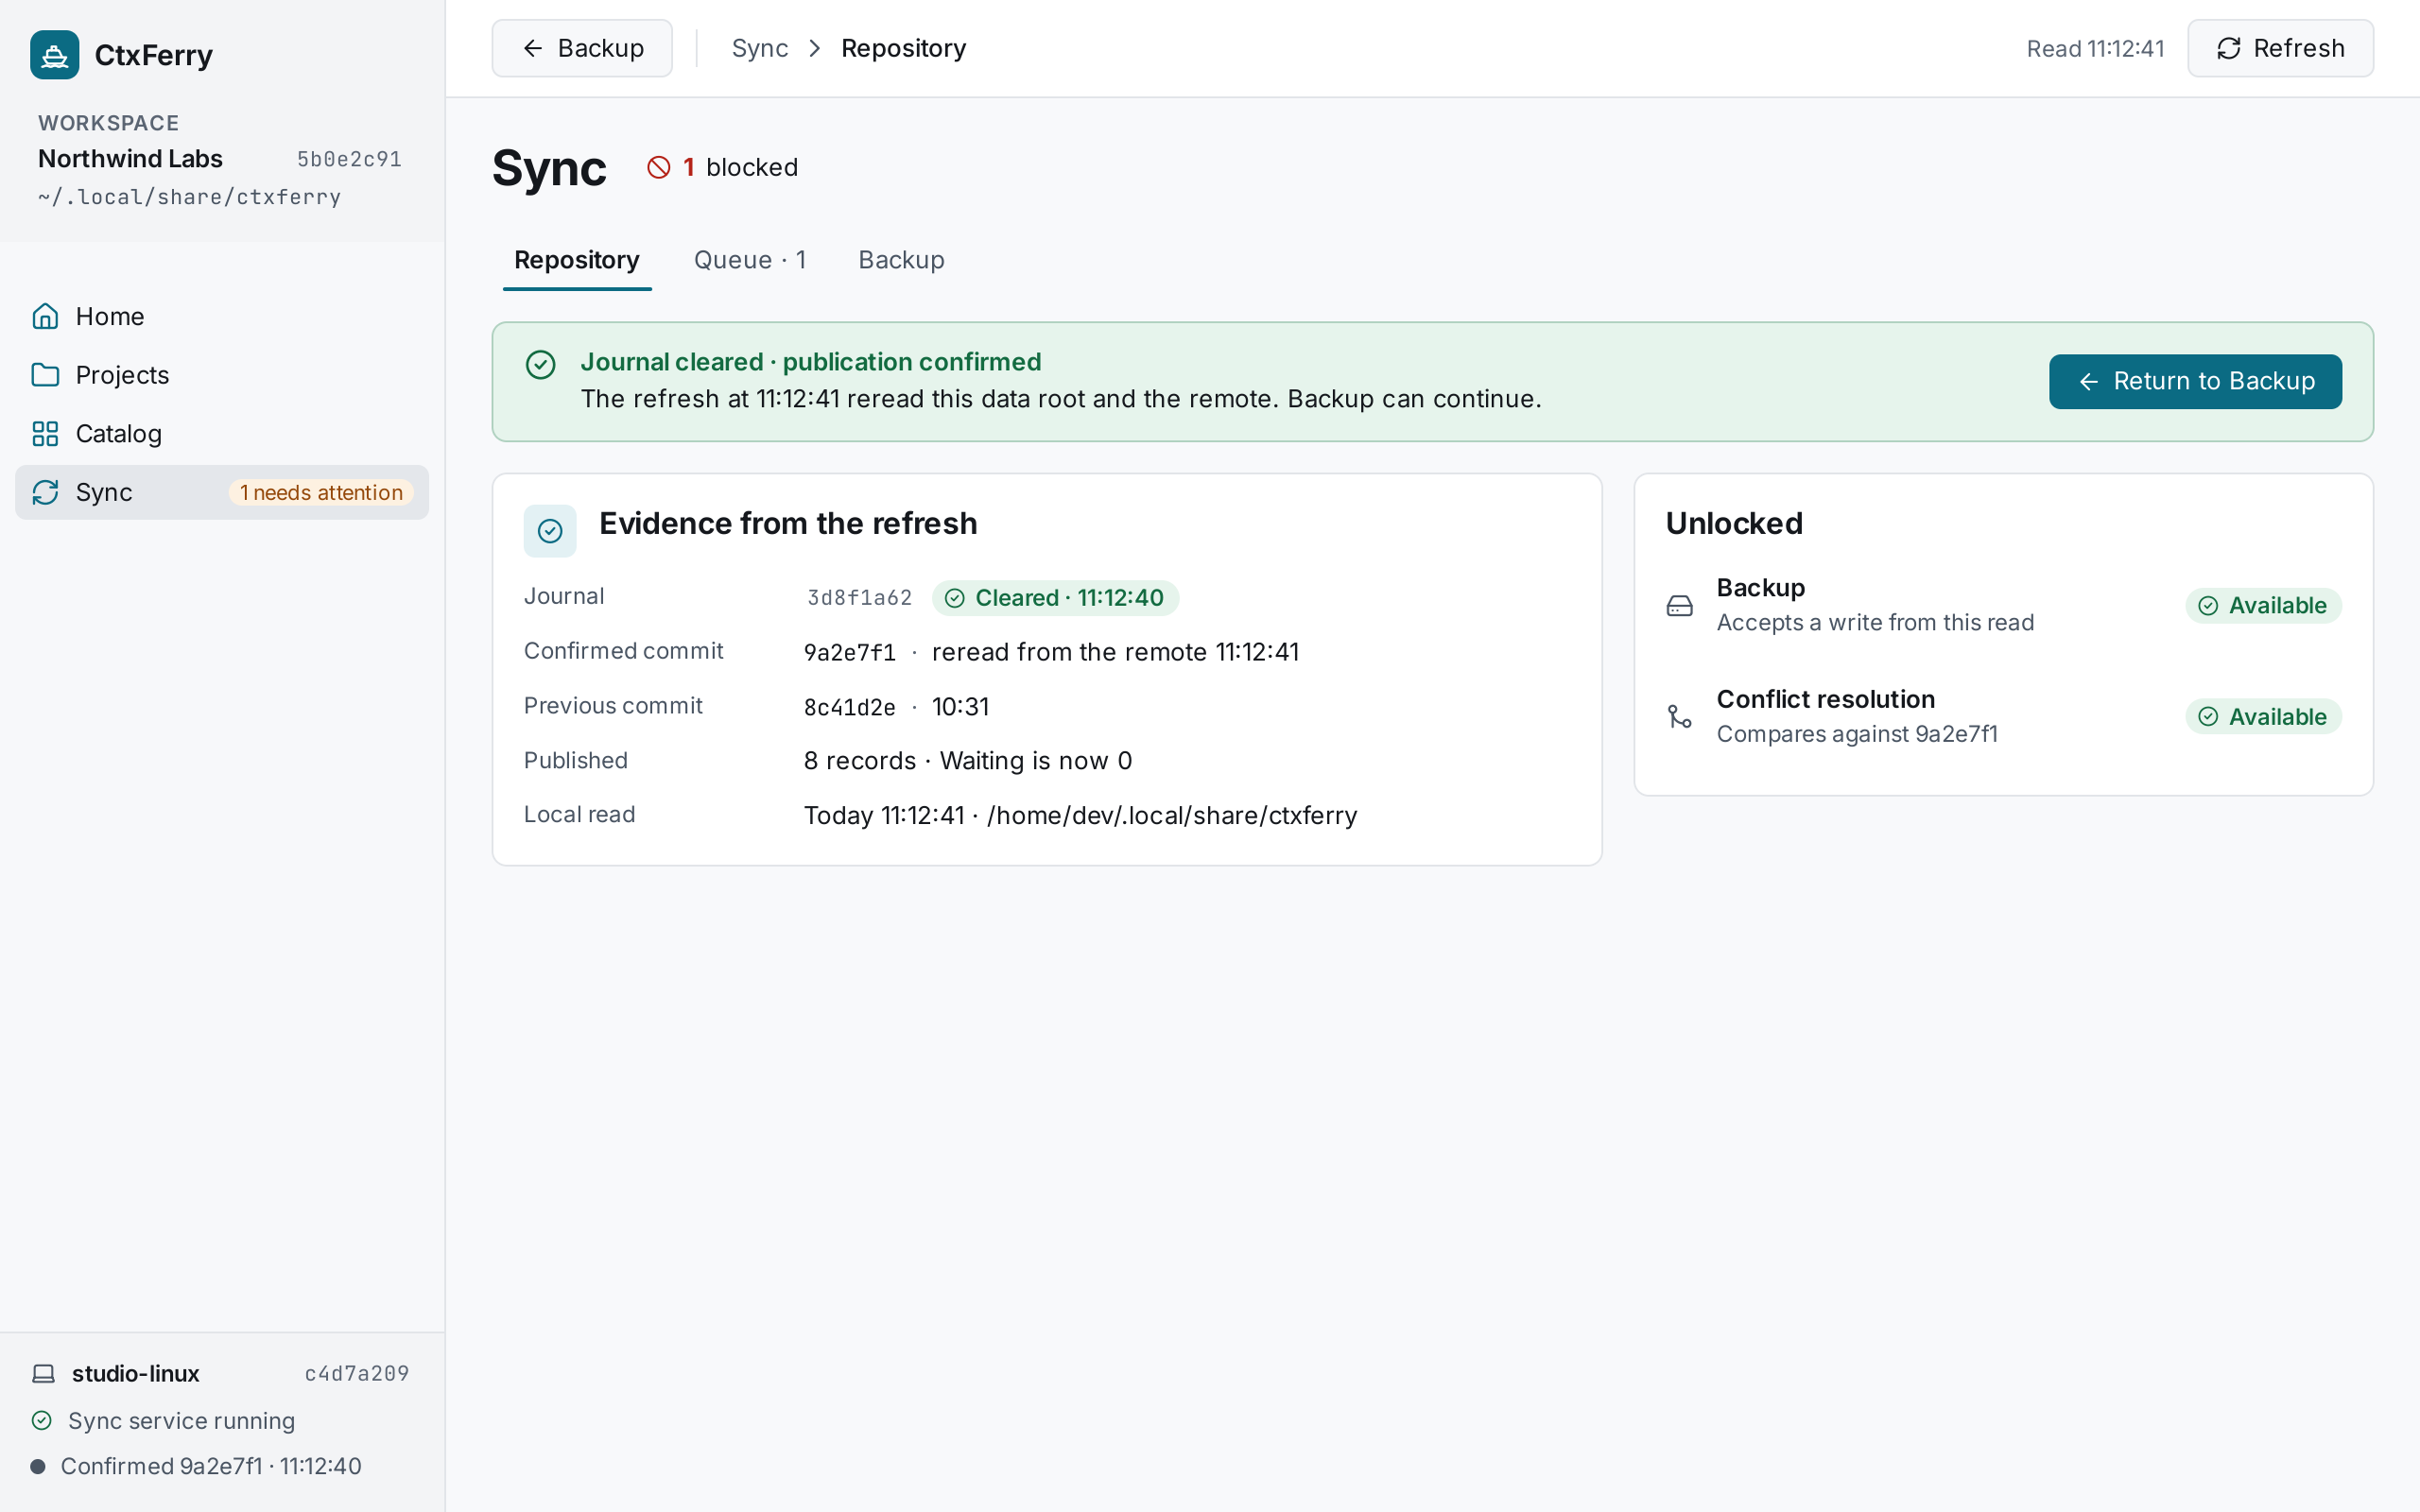 CtxFerry
WORKSPACE
Northwind Labs 5b0e2c91
~/.local/share/ctxferry
Home
Projects
Catalog
Sync 1 needs attention
studio-linux c4d7a209
Sync service running
Confirmed 9a2e7f1 · 11:12:40
Backup Sync Repository Read 11:12:41 Refresh
Sync 1 blocked
Repository Queue · 1 Backup
Journal cleared · publication confirmed
The refresh at 11:12:41 reread this data root and the remote. Backup can continue.
Return to Backup
Evidence from the refresh
Journal 3d8f1a62 Cleared · 11:12:40
Confirmed commit 9a2e7f1 · reread from the remote 11:12:41
Previous commit 8c41d2e · 10:31
Published 8 records · Waiting is now 0
Local read Today 11:12:41 · /home/dev/.local/share/ctxferry
Unlocked
Backup
Accepts a write from this read
Available
Conflict resolution
Compares against 9a2e7f1
Available